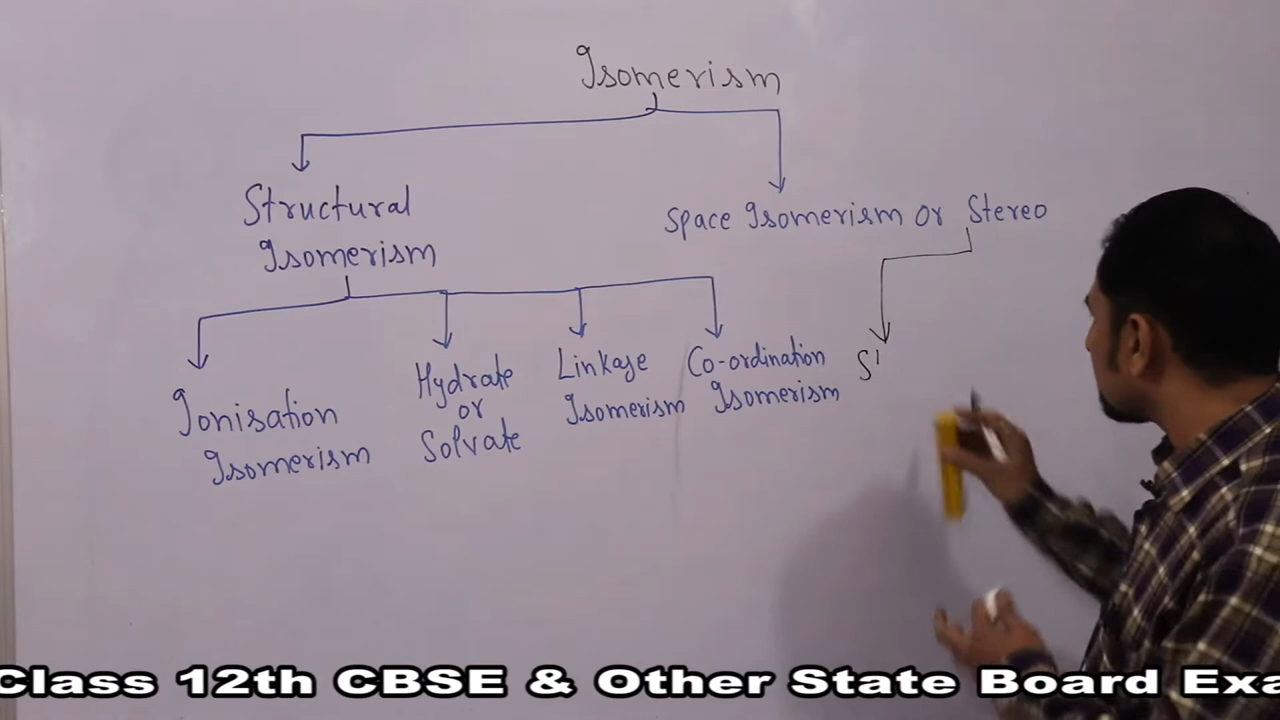 Isomerism
Structural
Isomerism
Space Isomerism or Stereo
Ionisation
Isomerism
Hydrate
or
Solvate
Linkage
Isomerism
Co-ordination
Isomerism
Class 12th CBSE & Other State Board Exa